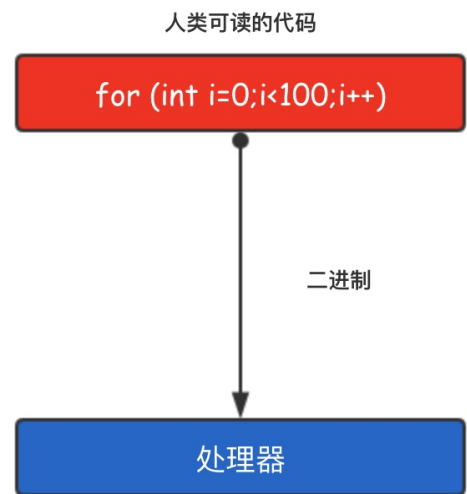 人类可读的代码
for (int i=0;i<100;i++)
二进制
处理器